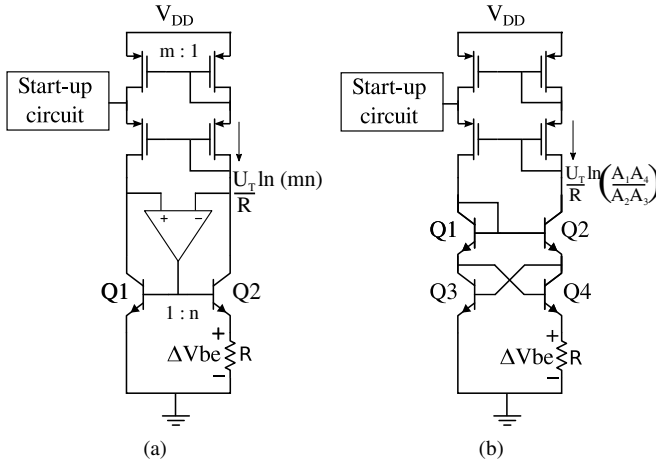 V_DD
m : 1
Start-up
circuit
U_T/R ln (mn)
+ −
Q1 Q2
1 : n
+
ΔVbe R
−
(a)
V_DD
Start-up
circuit
U_T/R ln(A₁A₄/A₂A₃)
Q1 Q2
Q3 Q4
+
ΔVbe R
−
(b)